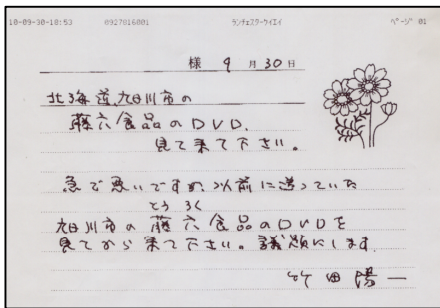 10-09-30-10:53 0927816801 ランチェスターケイエイ ページ 01
様 9 月 30 日
北海道旭川市の
藤六食品のDVD、
見て来て下さい。
急で悪いですが、以前に送っていた
とう ろく
旭川市の藤六食品のDVDを
見てから来て下さい。議題にします。
竹田陽一